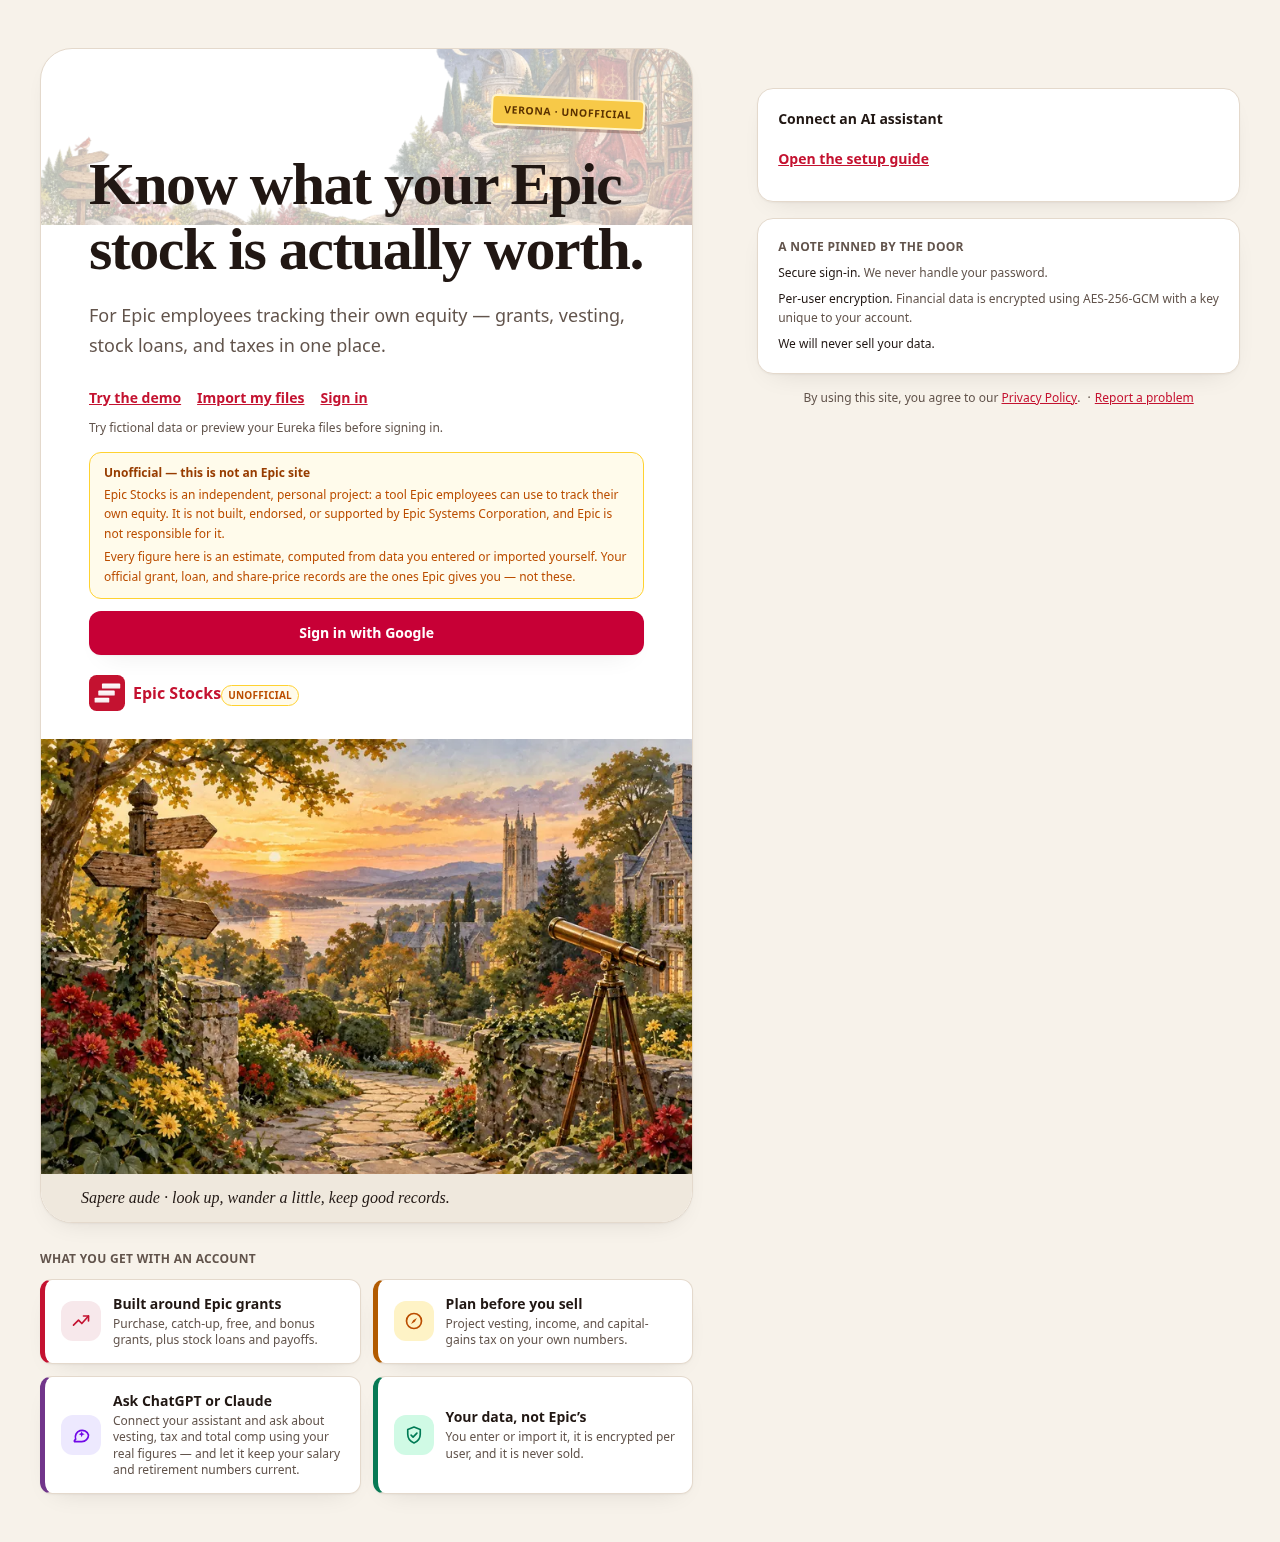 VERONA · UNOFFICIAL
Know what your Epic
stock is actually worth.
For Epic employees tracking their own equity — grants, vesting,
stock loans, and taxes in one place.
Try the demo Import my files Sign in
Try fictional data or preview your Eureka files before signing in.
Unofficial — this is not an Epic site
Epic Stocks is an independent, personal project: a tool Epic employees can use to track their
own equity. It is not built, endorsed, or supported by Epic Systems Corporation, and Epic is
not responsible for it.
Every figure here is an estimate, computed from data you entered or imported yourself. Your
official grant, loan, and share-price records are the ones Epic gives you — not these.
Sign in with Google
Epic Stocks UNOFFICIAL
Sapere aude · look up, wander a little, keep good records.
WHAT YOU GET WITH AN ACCOUNT
Built around Epic grants
Purchase, catch-up, free, and bonus
grants, plus stock loans and payoffs.
Plan before you sell
Project vesting, income, and capital-
gains tax on your own numbers.
Ask ChatGPT or Claude
Connect your assistant and ask about
vesting, tax and total comp using your
real figures — and let it keep your salary
and retirement numbers current.
Your data, not Epic’s
You enter or import it, it is encrypted per
user, and it is never sold.
Connect an AI assistant
Open the setup guide
A NOTE PINNED BY THE DOOR
Secure sign-in. We never handle your password.
Per-user encryption. Financial data is encrypted using AES-256-GCM with a key
unique to your account.
We will never sell your data.
By using this site, you agree to our Privacy Policy. · Report a problem